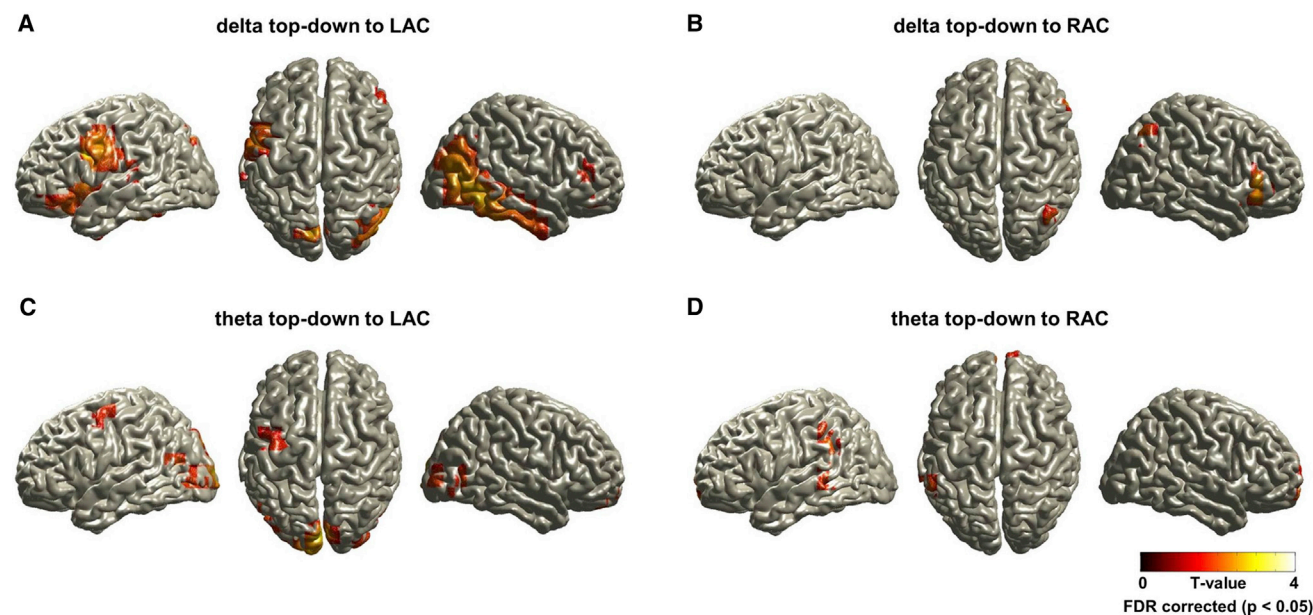 A
delta top-down to LAC
B
delta top-down to RAC
C
theta top-down to LAC
D
theta top-down to RAC
0 T-value 4
FDR corrected (p < 0.05)